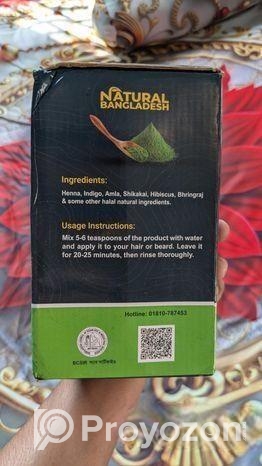 NATURAL
BANGLADESH
Ingredients:
Henna, Indigo, Amla, Shikakai, Hibiscus, Bhringraj
& some other halal natural ingredients.
Usage Instructions:
Mix 5-6 teaspoons of the product with water
and apply it to your hair or beard. Leave it
for 20-25 minutes, then rinse thoroughly.
Hotline: 01810-787453
Proyozon